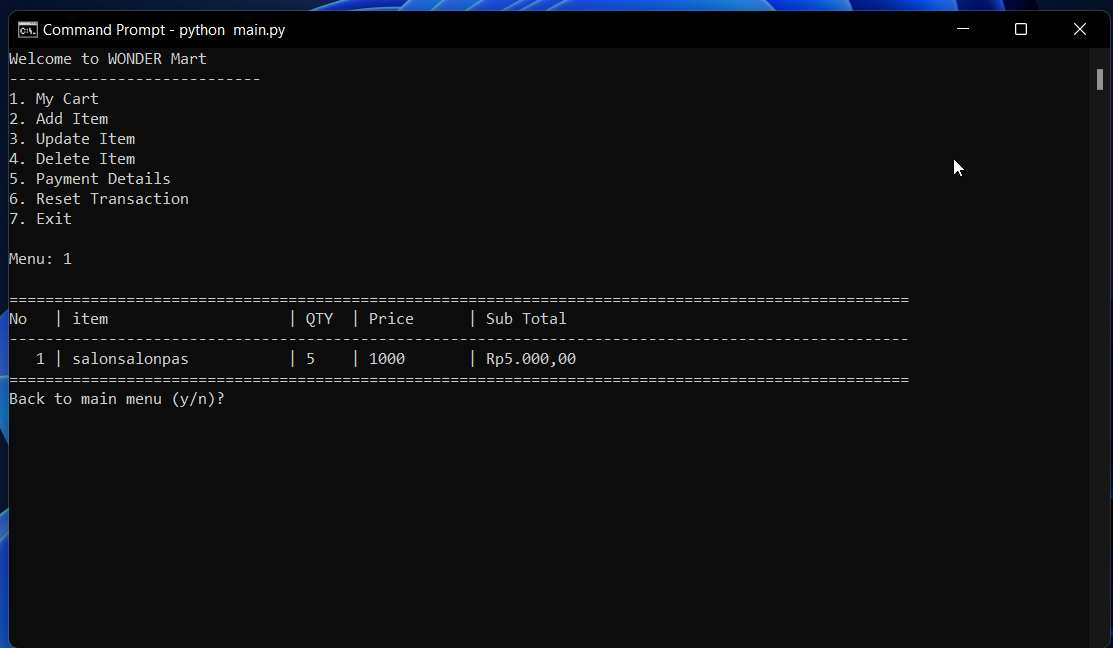 Command Prompt - python  main.py
Welcome to WONDER Mart
----------------------------
1. My Cart
2. Add Item
3. Update Item
4. Delete Item
5. Payment Details
6. Reset Transaction
7. Exit
Menu: 1
====================================================================================================
No   | item                    | QTY  | Price      | Sub Total
----------------------------------------------------------------------------------------------------
   1 | salonsalonpas           | 5    | 1000       | Rp5.000,00
====================================================================================================
Back to main menu (y/n)?